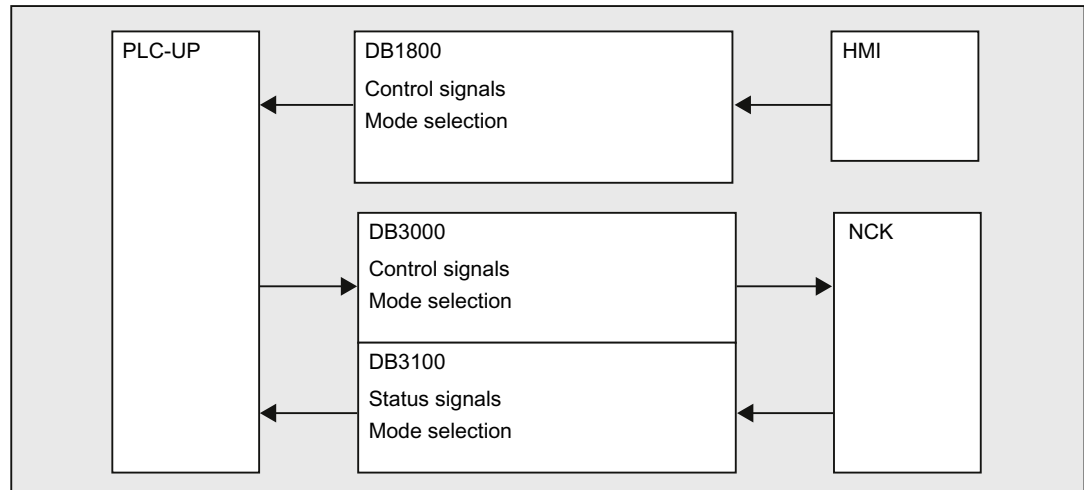 PLC-UP
DB1800
Control signals
Mode selection
HMI
DB3000
Control signals
Mode selection
NCK
DB3100
Status signals
Mode selection